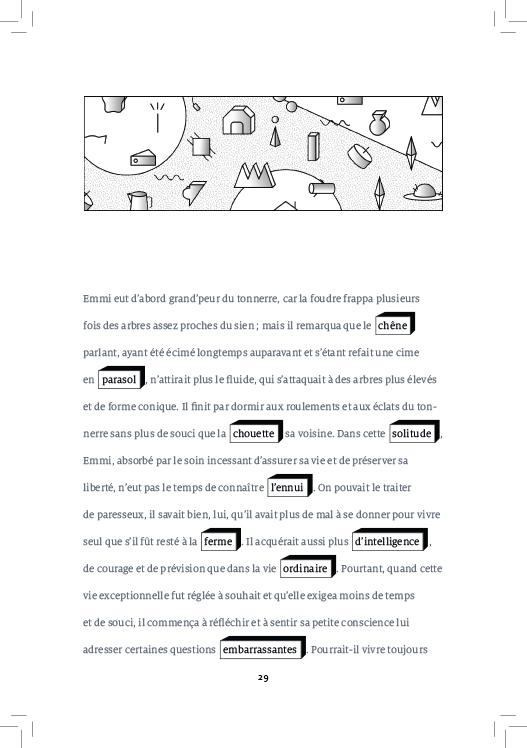 Emmi eut d’abord grand’peur du tonnerre, car la foudre frappa plusieurs
fois des arbres assez proches du sien ; mais il remarqua que le chêne
parlant, ayant été écimé longtemps auparavant et s’étant refait une cime
en parasol, n’attirait plus le fluide, qui s’attaquait à des arbres plus élevés
et de forme conique. Il finit par dormir aux roulements et aux éclats du ton-
nerre sans plus de souci que la chouette sa voisine. Dans cette solitude,
Emmi, absorbé par le soin incessant d’assurer sa vie et de préserver sa
liberté, n’eut pas le temps de connaître l’ennui. On pouvait le traiter
de paresseux, il savait bien, lui, qu’il avait plus de mal à se donner pour vivre
seul que s’il fût resté à la ferme. Il acquérait aussi plus d’intelligence,
de courage et de prévision que dans la vie ordinaire. Pourtant, quand cette
vie exceptionnelle fut réglée à souhait et qu’elle exigea moins de temps
et de souci, il commença à réfléchir et à sentir sa petite conscience lui
adresser certaines questions embarrassantes. Pourrait-il vivre toujours
29